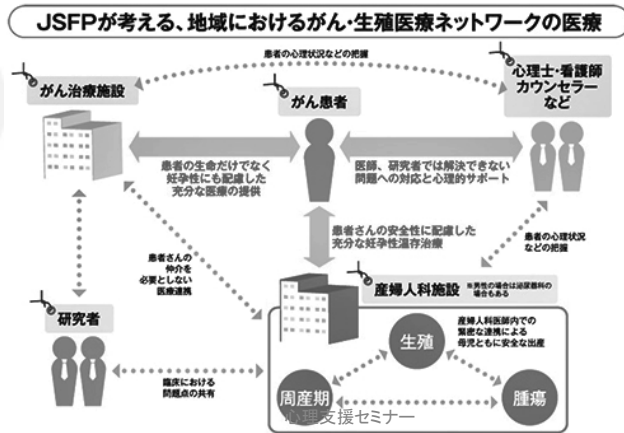 JSFPが考える、地域におけるがん・生殖医療ネットワークの医療
患者の心理状況などの把握
がん治療施設
がん患者
心理士・看護師
カウンセラー
など
患者の生命だけでなく
妊孕性にも配慮した
充分な医療の提供
医師、研究者では解決できない
問題への対応と心理的サポート
患者さんの安全性に配慮した
充分な妊孕性温存治療
患者の心理状況
などの把握
患者さんの
仲介を
必要としない
医療連携
産婦人科施設
※男性の場合は泌尿器科の
場合もある
研究者
生殖
産婦人科医師内での
緊密な連携による
母児ともに安全な出産
臨床における
問題点の共有
周産期
腫瘍
心理支援セミナー